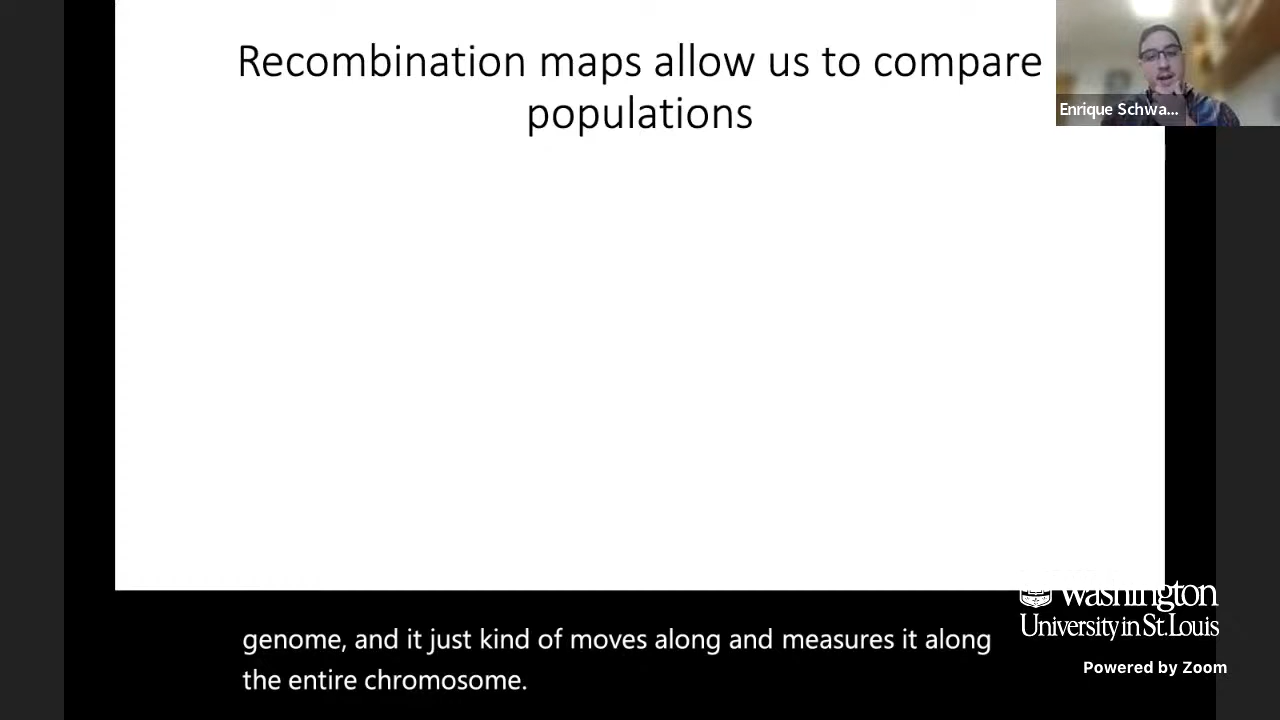 Recombination maps allow us to compare
populations
Enrique Schwa...
genome, and it just kind of moves along and measures it along
the entire chromosome.
Washington
University in St. Louis
Powered by Zoom